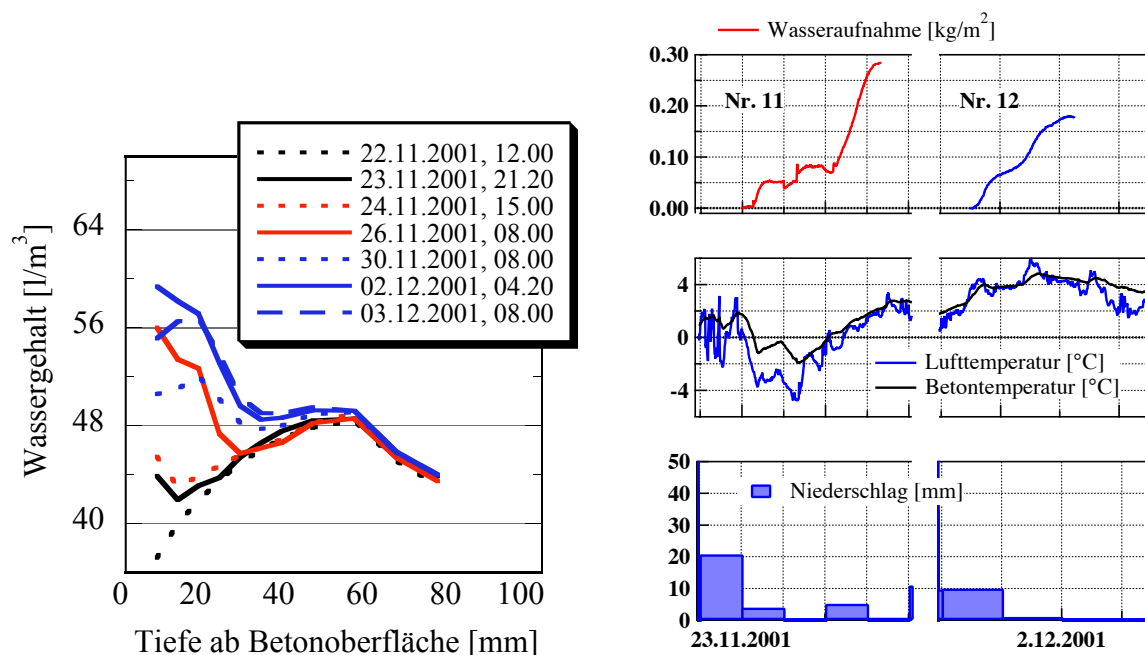 22.11.2001, 12.00
23.11.2001, 21.20
24.11.2001, 15.00
26.11.2001, 08.00
30.11.2001, 08.00
02.12.2001, 04.20
03.12.2001, 08.00
Wassergehalt [l/m³]
64
56
48
40
0 20 40 60 80 100
Tiefe ab Betonoberfläche [mm]
Wasseraufnahme [kg/m²]
0.30
0.20
0.10
0.00
Nr. 11
Nr. 12
4
0
-4
Lufttemperatur [°C]
Betontemperatur [°C]
50
40
30
20
10
0
Niederschlag [mm]
23.11.2001
2.12.2001